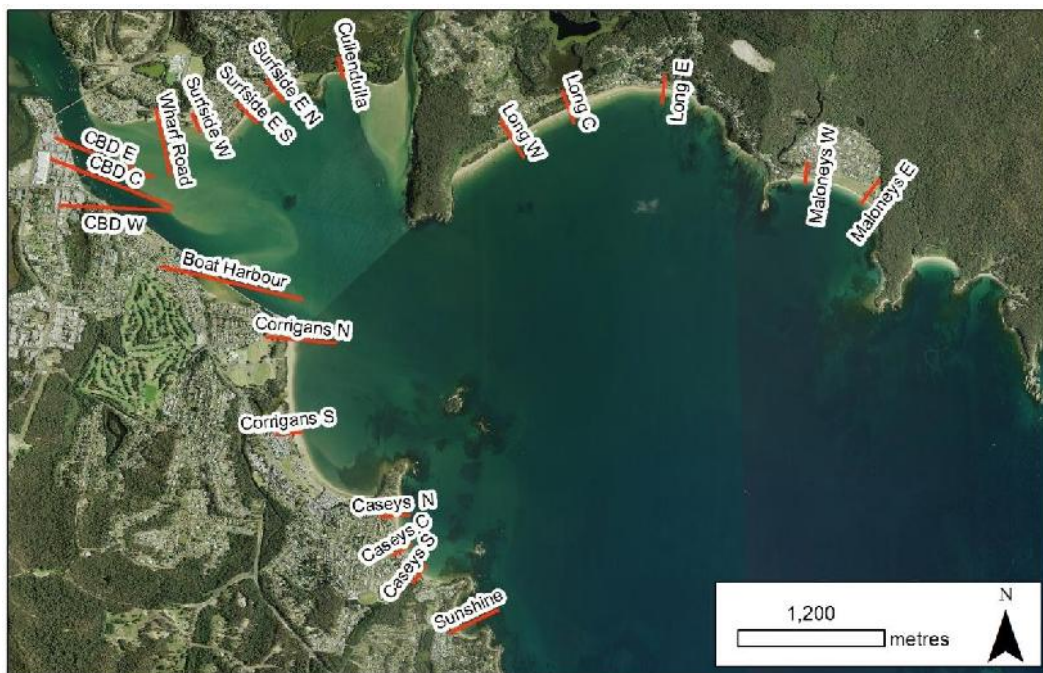 Cullendulla
Surfside E N
Surfside E S
Surfside W
Wharf Road
CBD E
CBD C
CBD W
Boat Harbour
Corrigans N
Corrigans S
Caseys N
Caseys C
Caseys S
Sunshine
Long W
Long C
Long E
Maloneys W
Maloneys E
1,200
metres
N